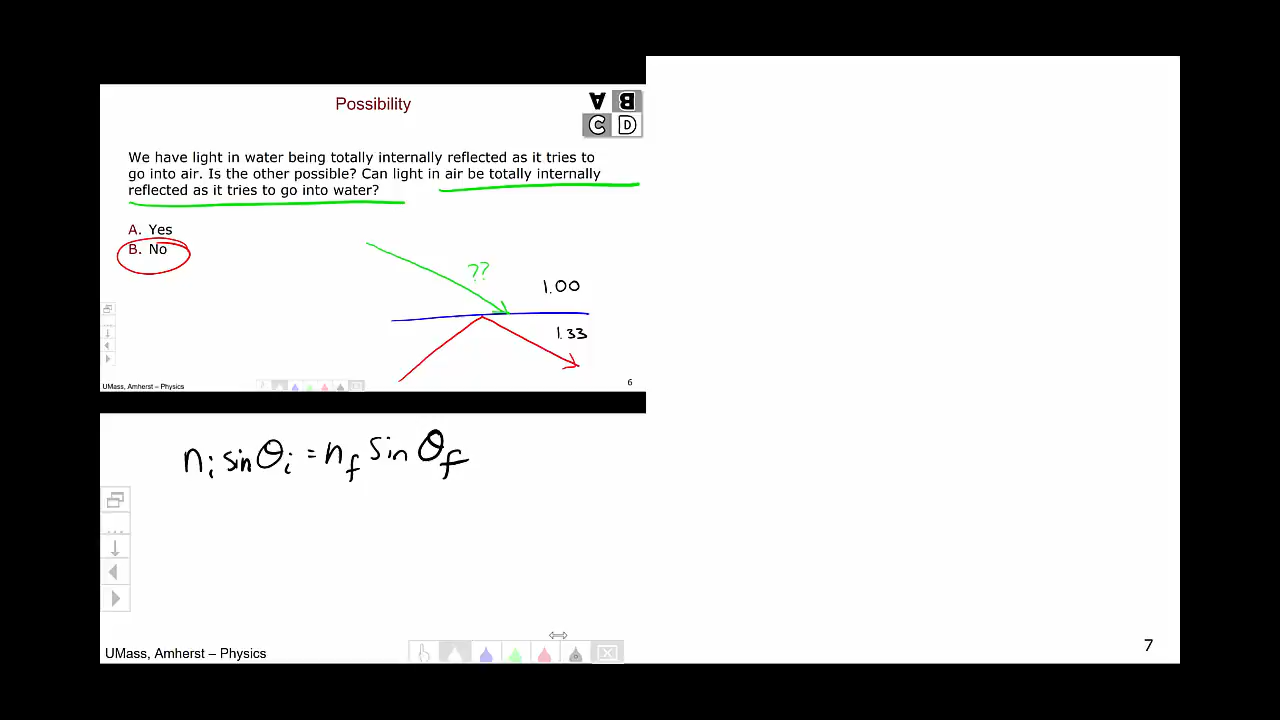 Possibility
A B
C D
We have light in water being totally internally reflected as it tries to
go into air. Is the other possible? Can light in air be totally internally
reflected as it tries to go into water?
A. Yes
B. No
??
1.00
1.33
UMass, Amherst – Physics
6
n_i sin θ_i = n_f sin θ_f
UMass, Amherst – Physics
7